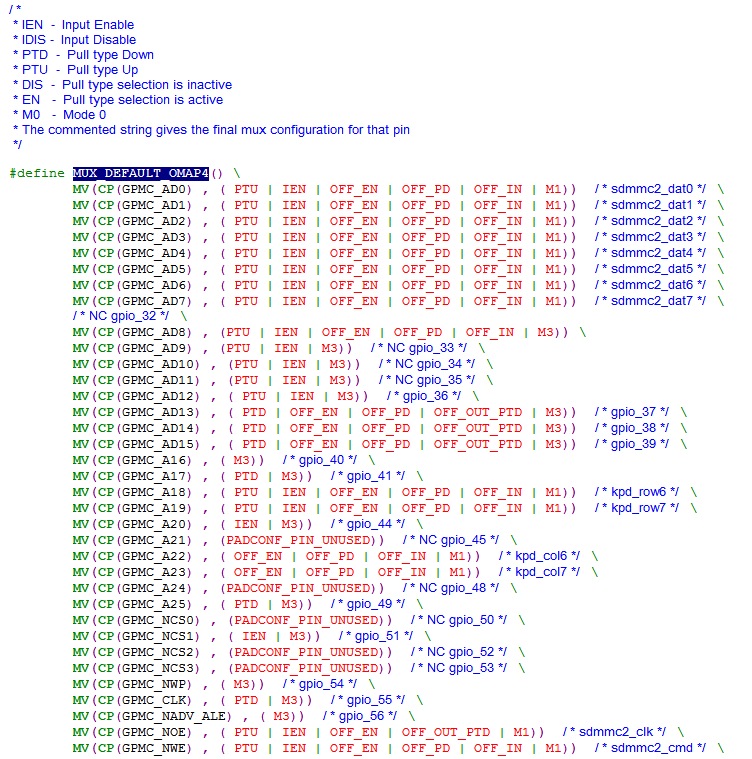 / *
* IEN  -  Input Enable
* IDIS -  Input Disable
* PTD  -  Pull type Down
* PTU  -  Pull type Up
* DIS  -  Pull type selection is inactive
* EN   -  Pull type selection is active
* M0   -  Mode 0
* The commented string gives the final mux configuration for that pin
*/
#define MUX_DEFAULT_OMAP4() \
MV(CP(GPMC_AD0) , ( PTU | IEN | OFF_EN | OFF_PD | OFF_IN | M1))  / * sdmmc2_dat0 */  \
MV(CP(GPMC_AD1) , ( PTU | IEN | OFF_EN | OFF_PD | OFF_IN | M1))  / * sdmmc2_dat1 */  \
MV(CP(GPMC_AD2) , ( PTU | IEN | OFF_EN | OFF_PD | OFF_IN | M1))  / * sdmmc2_dat2 */  \
MV(CP(GPMC_AD3) , ( PTU | IEN | OFF_EN | OFF_PD | OFF_IN | M1))  / * sdmmc2_dat3 */  \
MV(CP(GPMC_AD4) , ( PTU | IEN | OFF_EN | OFF_PD | OFF_IN | M1))  / * sdmmc2_dat4 */  \
MV(CP(GPMC_AD5) , ( PTU | IEN | OFF_EN | OFF_PD | OFF_IN | M1))  / * sdmmc2_dat5 */  \
MV(CP(GPMC_AD6) , ( PTU | IEN | OFF_EN | OFF_PD | OFF_IN | M1))  / * sdmmc2_dat6 */  \
MV(CP(GPMC_AD7) , ( PTU | IEN | OFF_EN | OFF_PD | OFF_IN | M1))  / * sdmmc2_dat7 */  \
/ * NC gpio_32 */  \
MV(CP(GPMC_AD8) , (PTU | IEN | OFF_EN | OFF_PD | OFF_IN | M3)) \
MV(CP(GPMC_AD9) , (PTU | IEN | M3))  / * NC gpio_33 */  \
MV(CP(GPMC_AD10) , (PTU | IEN | M3))  / * NC gpio_34 */  \
MV(CP(GPMC_AD11) , (PTU | IEN | M3))  / * NC gpio_35 */  \
MV(CP(GPMC_AD12) , ( PTU | IEN | M3))  / * gpio_36 */  \
MV(CP(GPMC_AD13) , ( PTD | OFF_EN | OFF_PD | OFF_OUT_PTD | M3))  / * gpio_37 */  \
MV(CP(GPMC_AD14) , ( PTD | OFF_EN | OFF_PD | OFF_OUT_PTD | M3))  / * gpio_38 */  \
MV(CP(GPMC_AD15) , ( PTD | OFF_EN | OFF_PD | OFF_OUT_PTD | M3))  / * gpio_39 */  \
MV(CP(GPMC_A16) , ( M3))  / * gpio_40 */  \
MV(CP(GPMC_A17) , ( PTD | M3))  / * gpio_41 */  \
MV(CP(GPMC_A18) , ( PTU | IEN | OFF_EN | OFF_PD | OFF_IN | M1))  / * kpd_row6 */  \
MV(CP(GPMC_A19) , ( PTU | IEN | OFF_EN | OFF_PD | OFF_IN | M1))  / * kpd_row7 */  \
MV(CP(GPMC_A20) , ( IEN | M3))  / * gpio_44 */  \
MV(CP(GPMC_A21) , (PADCONF_PIN_UNUSED))  / * NC gpio_45 */  \
MV(CP(GPMC_A22) , ( OFF_EN | OFF_PD | OFF_IN | M1))  / * kpd_col6 */  \
MV(CP(GPMC_A23) , ( OFF_EN | OFF_PD | OFF_IN | M1))  / * kpd_col7 */  \
MV(CP(GPMC_A24) , (PADCONF_PIN_UNUSED))  / * NC gpio_48 */  \
MV(CP(GPMC_A25) , ( PTD | M3))  / * gpio_49 */  \
MV(CP(GPMC_NCS0) , (PADCONF_PIN_UNUSED))  / * NC gpio_50 */  \
MV(CP(GPMC_NCS1) , ( IEN | M3))  / * gpio_51 */  \
MV(CP(GPMC_NCS2) , (PADCONF_PIN_UNUSED))  / * NC gpio_52 */  \
MV(CP(GPMC_NCS3) , (PADCONF_PIN_UNUSED))  / * NC gpio_53 */  \
MV(CP(GPMC_NWP) , ( M3))  / * gpio_54 */  \
MV(CP(GPMC_CLK) , ( PTD | M3))  / * gpio_55 */  \
MV(CP(GPMC_NADV_ALE) , ( M3))  / * gpio_56 */  \
MV(CP(GPMC_NOE) , ( PTU | IEN | OFF_EN | OFF_OUT_PTD | M1))  / * sdmmc2_clk */  \
MV(CP(GPMC_NWE) , ( PTU | IEN | OFF_EN | OFF_PD | OFF_IN | M1))  / * sdmmc2_cmd */  \